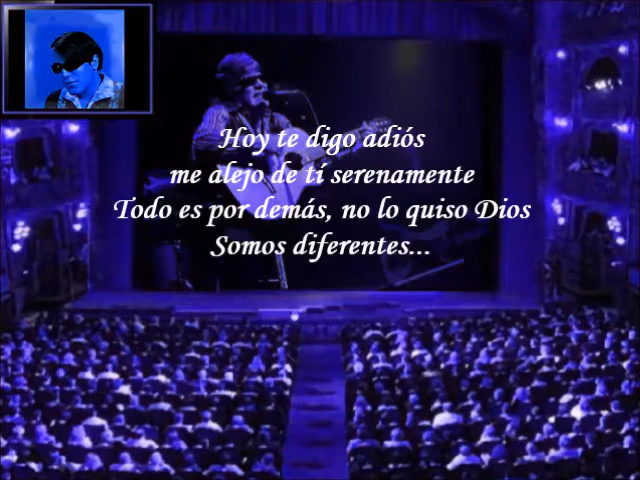 Hoy te digo adiós
me alejo de tí serenamente
Todo es por demás, no lo quiso Dios
Somos diferentes...